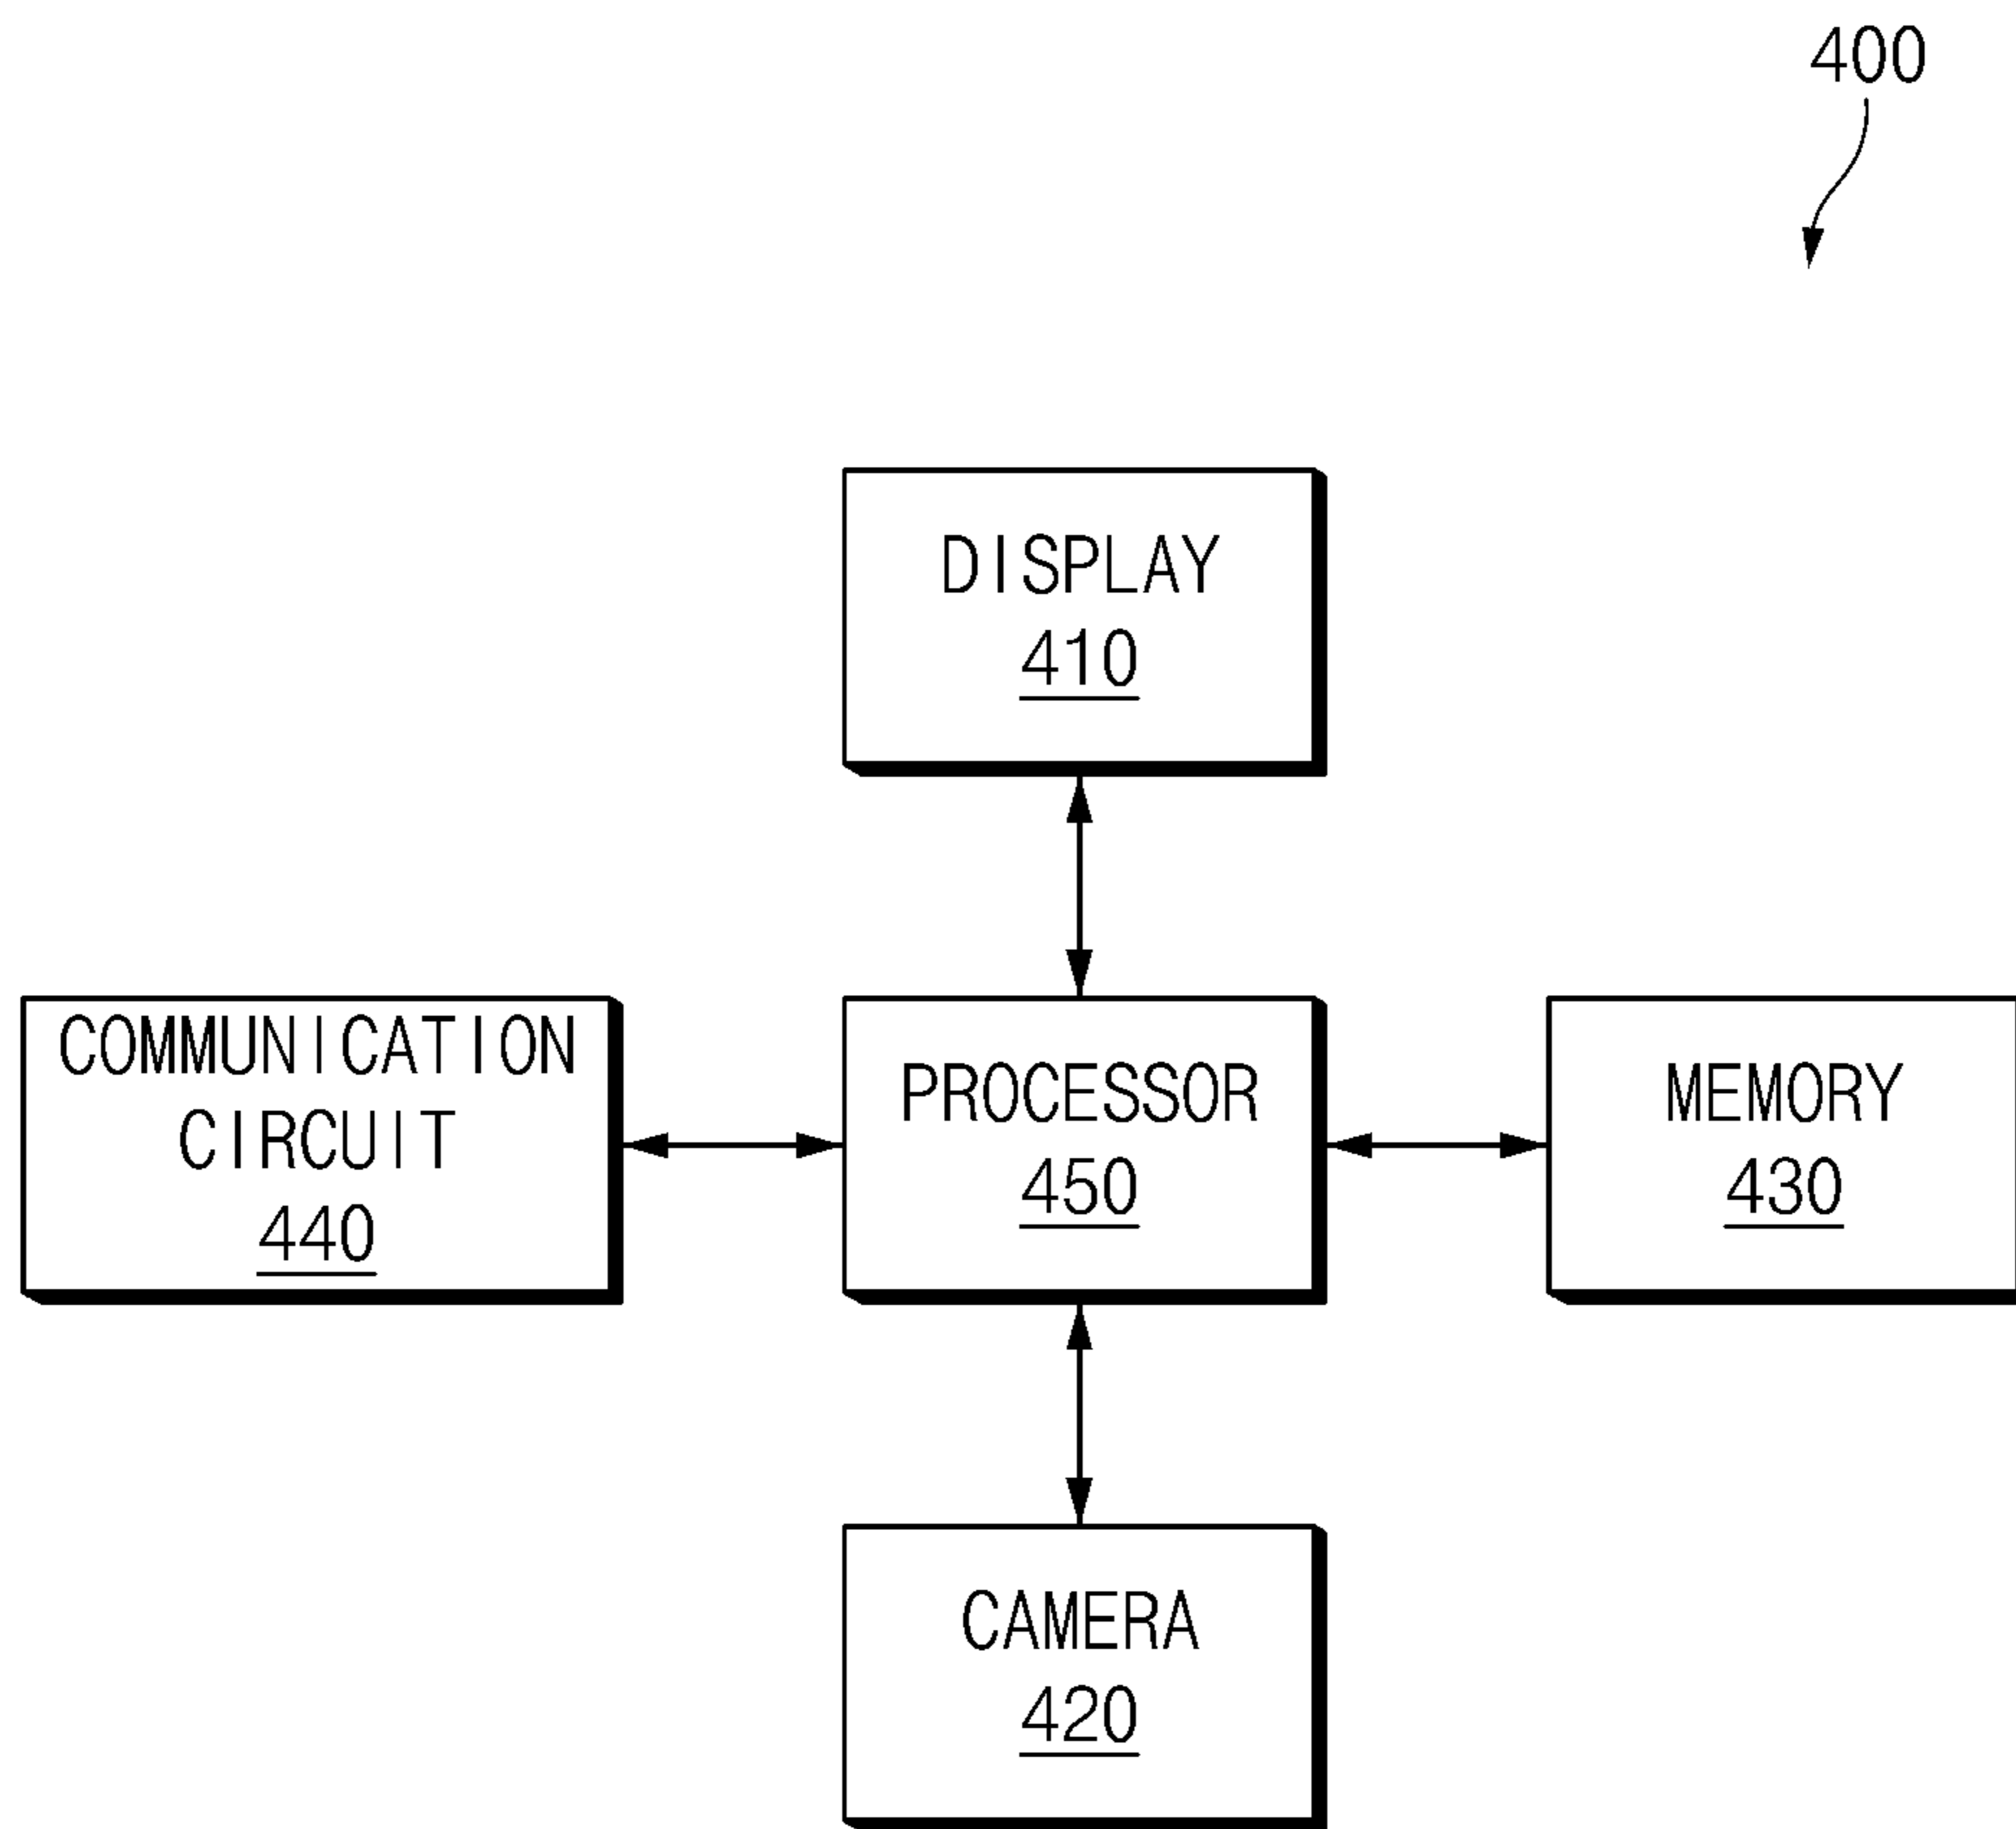 400
DISPLAY
410
COMMUNICATION
CIRCUIT
440
PROCESSOR
450
MEMORY
430
CAMERA
420